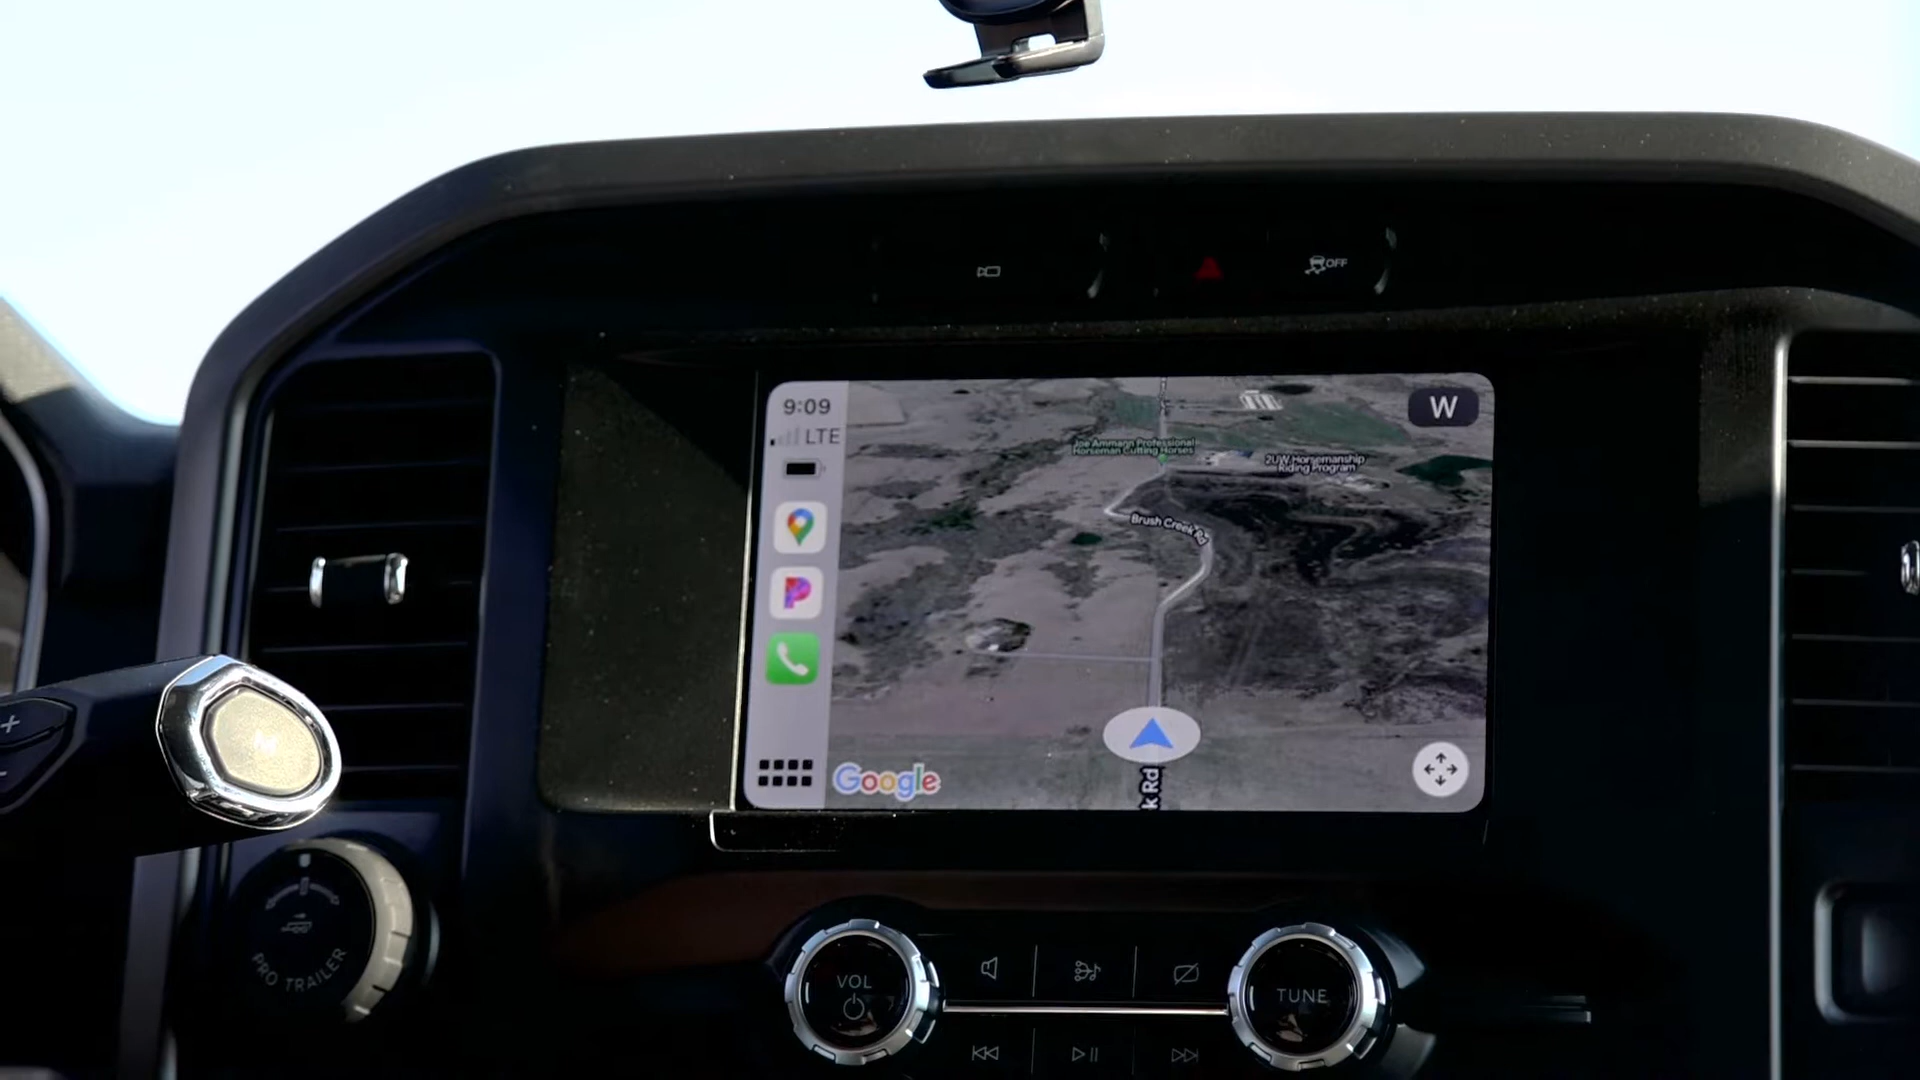 OFF
9:09
LTE
W
Joe Ammann Professional
Horseman Cutting Horses
2UW Horsemanship
Riding Program
Brush Creek Rd
k Rd
Google
PRO TRAILER
VOL
TUNE